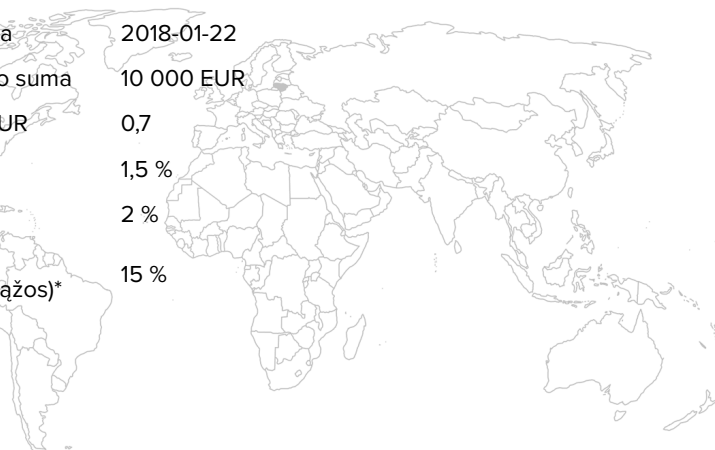 a 2018-01-22
o suma 10 000 EUR
UR 0,7
1,5 %
2 %
15 %
ąžos)*